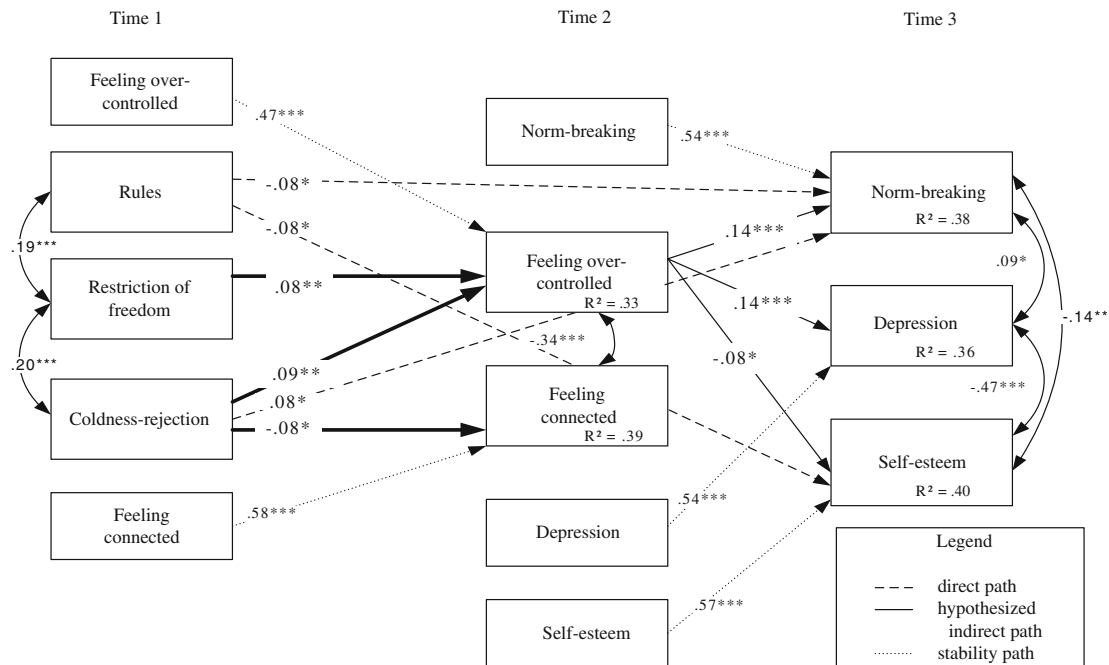 Time 1
Time 2
Time 3
Feeling over-
controlled
.47***
Rules
-.08*
-.08*
.19***
Restriction of
freedom
.08**
.20***
Coldness-rejection
.09**
.08*
-.08*
Feeling
connected
.58***
Norm-breaking
.54***
Feeling over-
controlled
R² = .33
-.34***
Feeling
connected
R² = .39
Depression
.54***
Self-esteem
.57***
.14***
.14***
-.08*
Norm-breaking
R² = .38
.09*
Depression
R² = .36
-.14**
-.47***
Self-esteem
R² = .40
Legend
direct path
hypothesized
indirect path
stability path